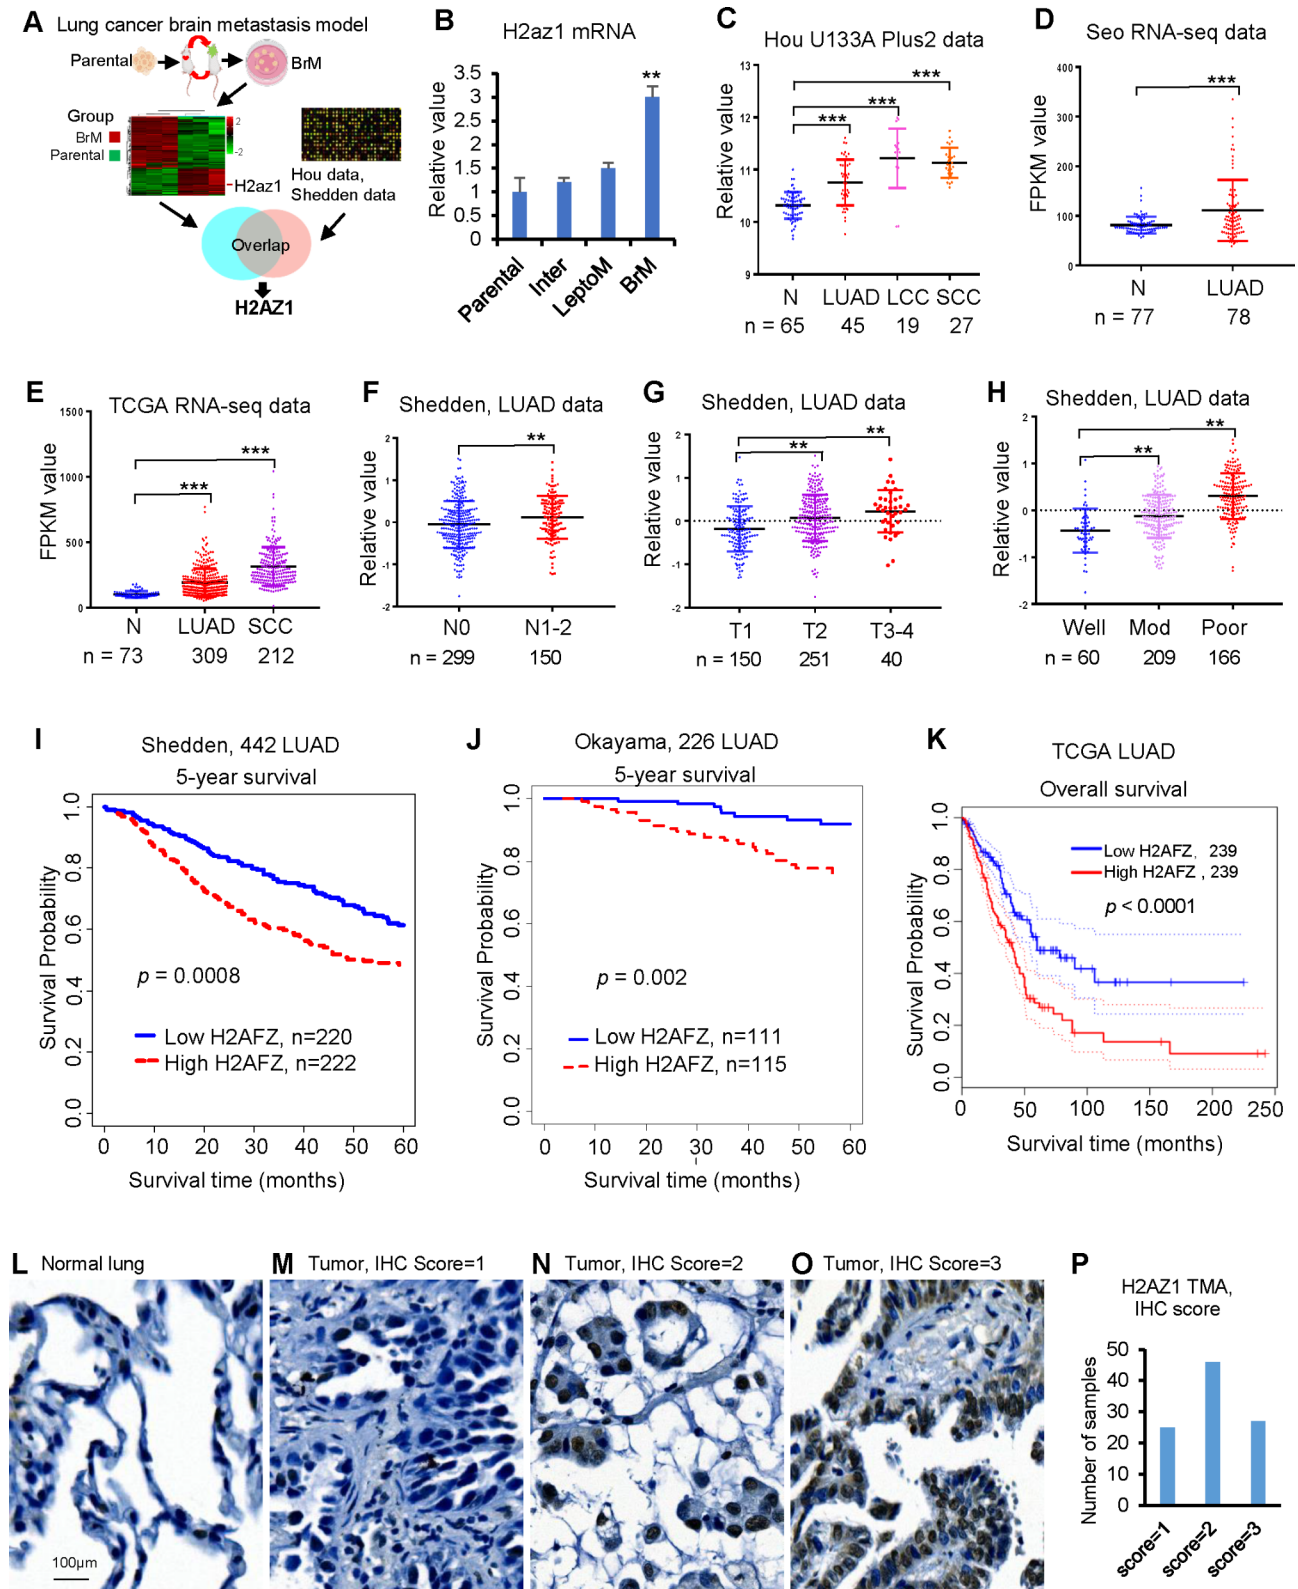 A Lung cancer brain metastasis model
Parental
BrM
Group
BrM
Parental
2
-2
H2az1
Hou data,
Shedden data
Overlap
H2AZ1
B
H2az1 mRNA
Relative value
3.5
3
2.5
2
1.5
1
0.5
0
**
Parental
Inter
LeptoM
BrM
C
Hou U133A Plus2 data
Relative value
13
12
11
10
9
***
***
***
N LUAD LCC SCC
n = 65 45 19 27
D
Seo RNA-seq data
FPKM value
400
300
200
100
0
***
N LUAD
n = 77 78
E
TCGA RNA-seq data
FPKM value
1500
1000
500
0
***
***
N LUAD SCC
n = 73 309 212
F
Shedden, LUAD data
Relative value
2
1
0
-1
-2
**
N0 N1-2
n = 299 150
G
Shedden, LUAD data
Relative value
2
1
0
-1
-2
**
**
T1 T2 T3-4
n = 150 251 40
H
Shedden, LUAD data
Relative value
2
1
0
-1
-2
**
**
Well Mod Poor
n = 60 209 166
I
Shedden, 442 LUAD
5-year survival
Survival Probability
1.0
0.8
0.6
0.4
0.2
0.0
p = 0.0008
Low H2AFZ, n=220
High H2AFZ, n=222
0 10 20 30 40 50 60
Survival time (months)
J
Okayama, 226 LUAD
5-year survival
Survival Probability
1.0
0.8
0.6
0.4
0.2
0.0
p = 0.002
Low H2AFZ, n=111
High H2AFZ, n=115
0 10 20 30 40 50 60
Survival time (months)
K
TCGA LUAD
Overall survival
Survival Probability
1.0
0.8
0.6
0.4
0.2
0.0
Low H2AFZ, 239
High H2AFZ, 239
p < 0.0001
0 50 100 150 200 250
Survival time (months)
L Normal lung
100μm
M Tumor, IHC Score=1
N Tumor, IHC Score=2
O Tumor, IHC Score=3
P
H2AZ1 TMA,
IHC score
Number of samples
50
40
30
20
10
0
score=1
score=2
score=3